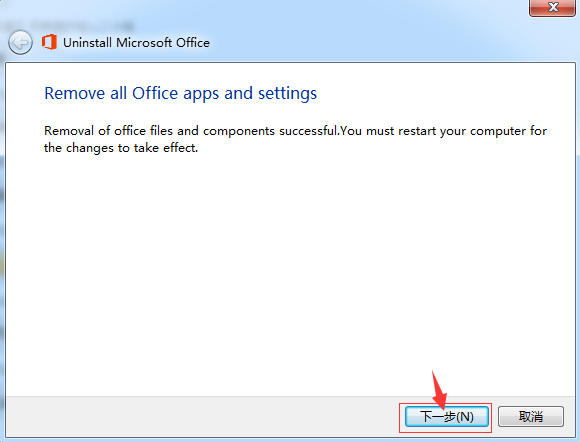 Uninstall Microsoft Office
Remove all Office apps and settings
Removal of office files and components successful.You must restart your computer for
the changes to take effect.
下一步(N)
取消